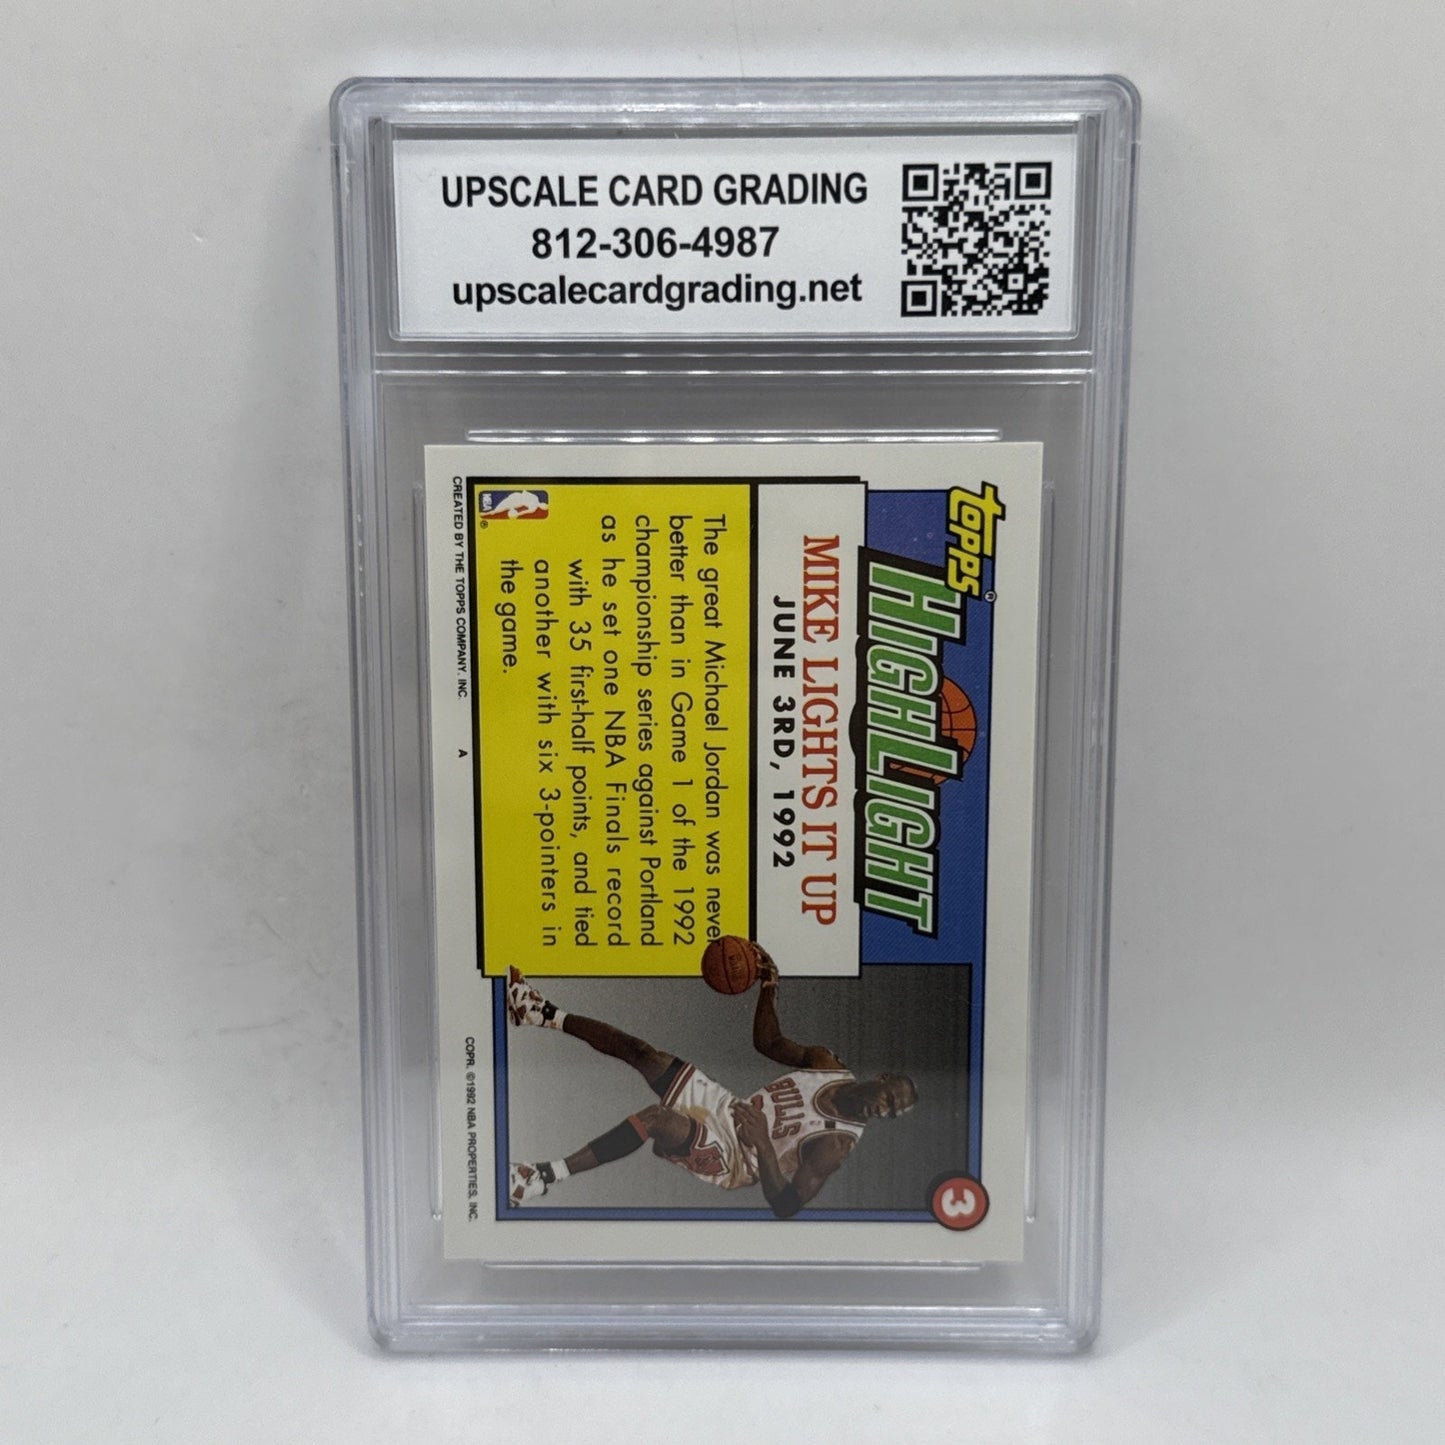 UPSCALE CARD GRADING
812-306-4987
upscalecardgrading.net
TOPPS®
HIGHLIGHT
MIKE LIGHTS IT UP
JUNE 3RD, 1992
The great Michael Jordan was never
better than in Game 1 of the 1992
championship series against Portland
as he set one NBA Finals record
with 35 first-half points, and tied
another with six 3-pointers in
the game.
NBA ®
BULLS
3
CREATED BY THE TOPPS COMPANY, INC. A COPR. ©1992 NBA PROPERTIES, INC.